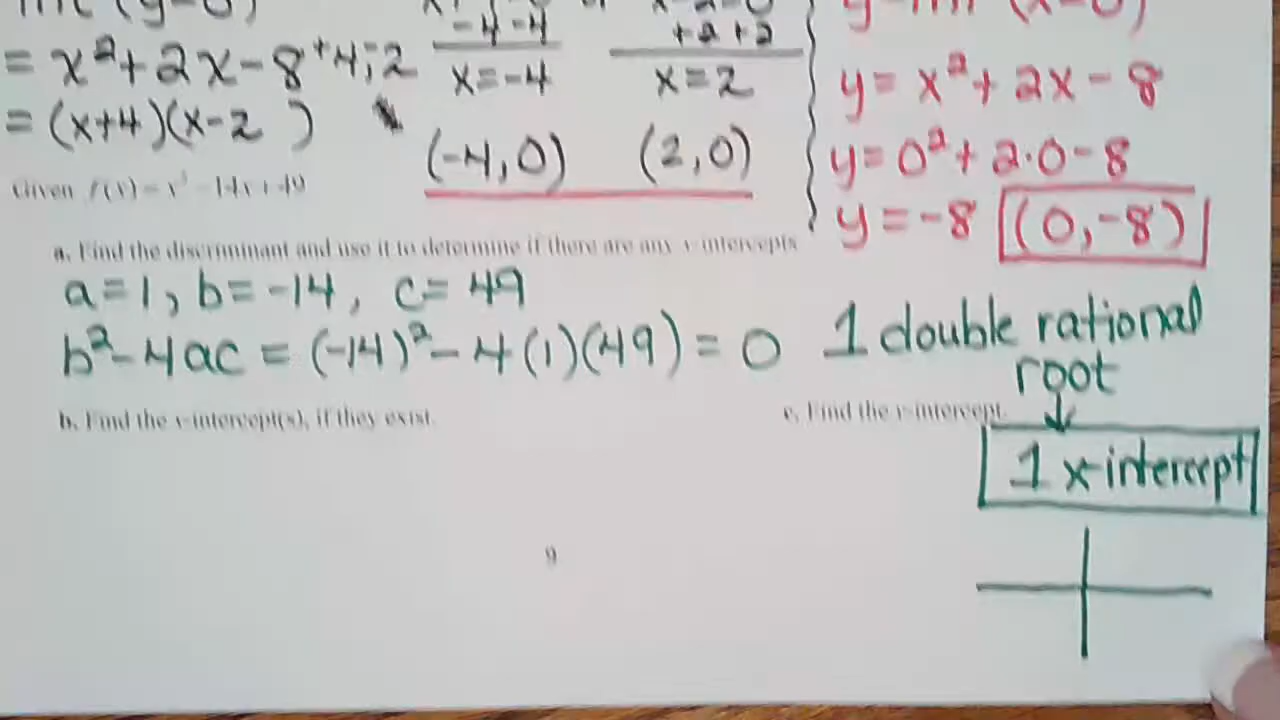 = x²+2x-8 +4;-2
= (x+4)(x-2 )
-4 -4
x=-4
(-4,0)
+2 +2
x=2
(2,0)
y= x²+ 2x - 8
y= 0²+ 2·0-8
y = -8 (0,-8)
Given
a. Find the discriminant and use it to determine if there are any x-intercepts
a=1, b= -14, c= 49
b²-4ac = (-14)²-4(1)(49) = 0
1 double rational
root
↓
1 x-intercept
b. Find the x-intercept(s), if they exist.
c. Find the y-intercept.
9